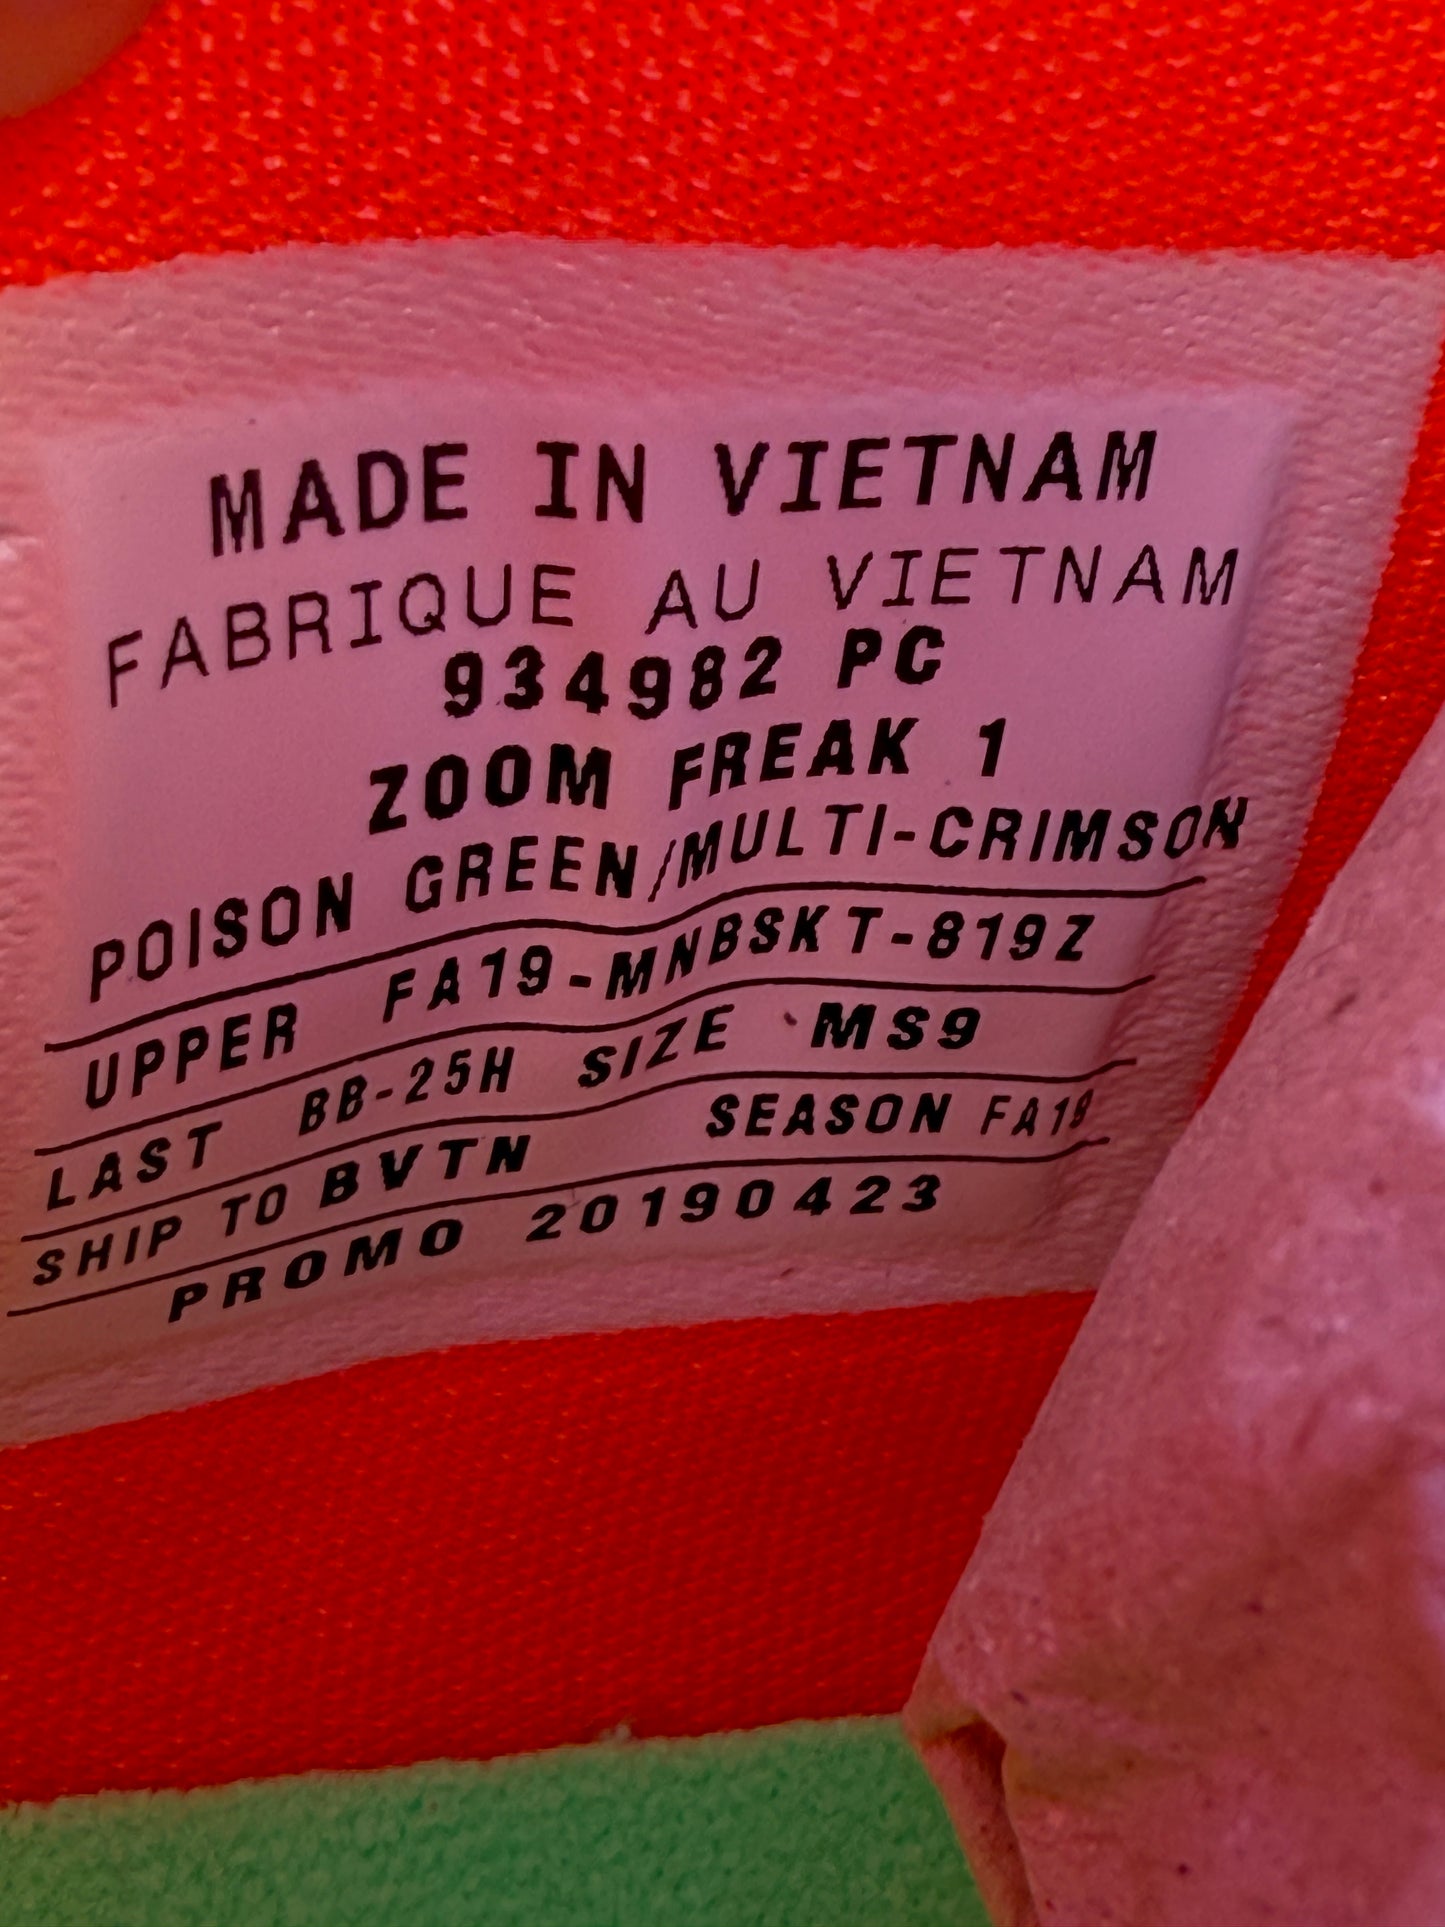 MADE IN VIETNAM
FABRIQUE AU VIETNAM
934982 PC
ZOOM FREAK 1
POISON GREEN/MULTI-CRIMSON
UPPER FA19-MNBSKT-819Z
LAST BB-25H SIZE MS9
SHIP TO BVTN SEASON FA19
PROMO 20190423